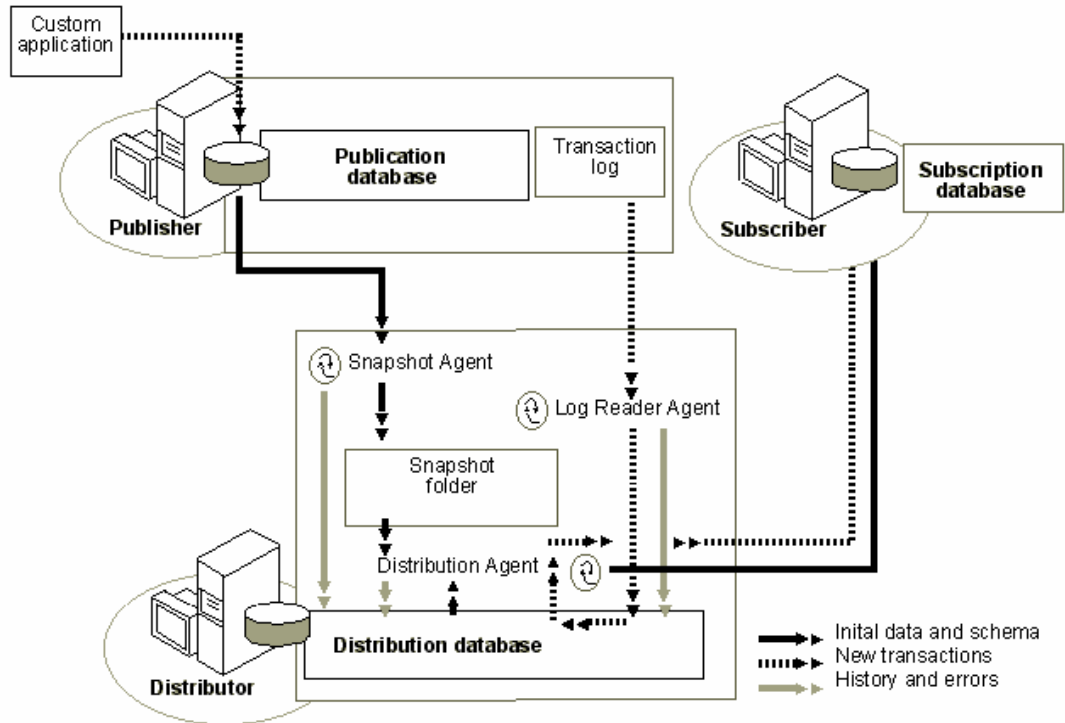 Custom
application
Publication
database
Transaction
log
Publisher
Subscription
database
Subscriber
Snapshot Agent
Log Reader Agent
Snapshot
folder
Distribution Agent
Distribution database
Distributor
Inital data and schema
New transactions
History and errors